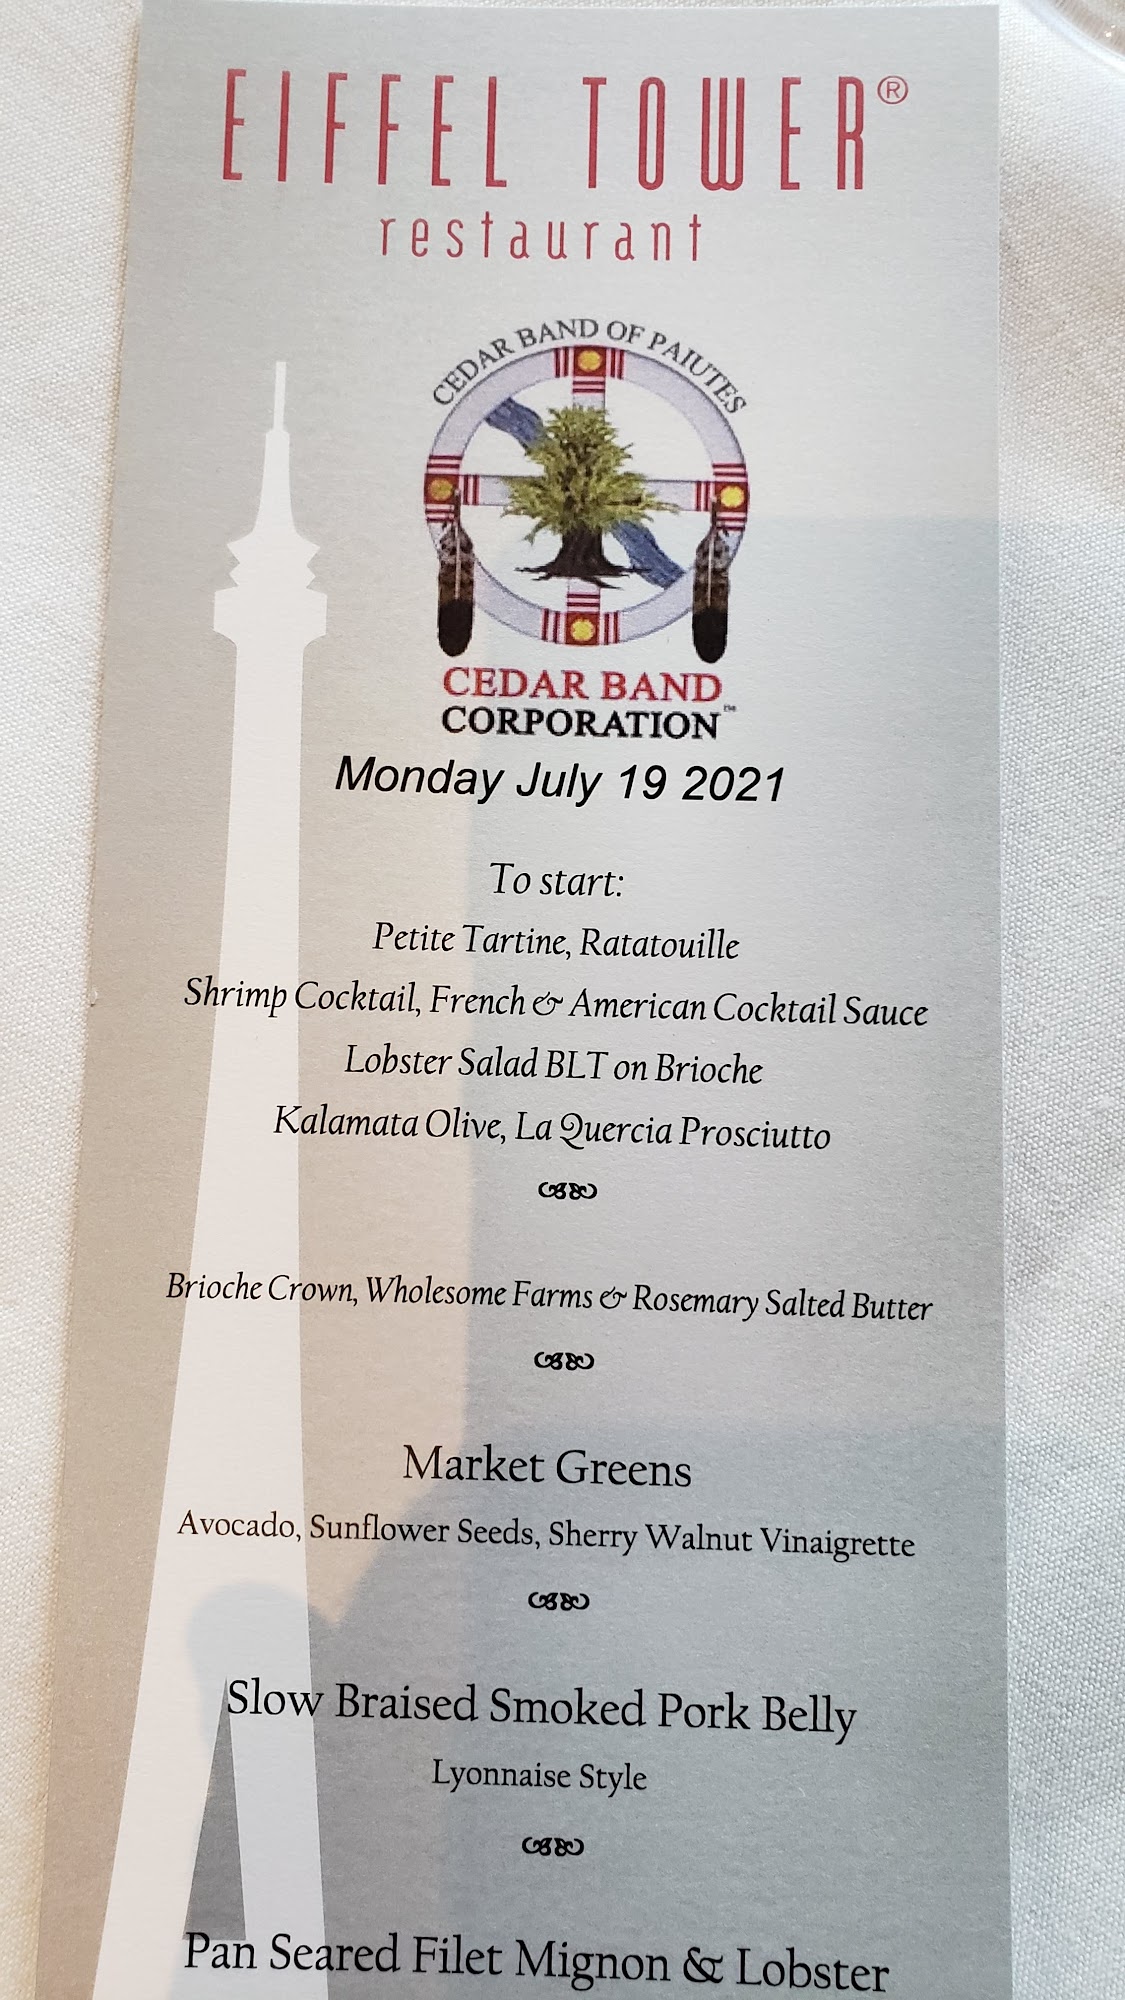 EIFFEL TOWER®
restaurant
CEDAR BAND OF PAIUTES
CEDAR BAND
CORPORATION™
Monday July 19 2021
To start:
Petite Tartine, Ratatouille
Shrimp Cocktail, French & American Cocktail Sauce
Lobster Salad BLT on Brioche
Kalamata Olive, La Quercia Prosciutto
Brioche Crown, Wholesome Farms & Rosemary Salted Butter
Market Greens
Avocado, Sunflower Seeds, Sherry Walnut Vinaigrette
Slow Braised Smoked Pork Belly
Lyonnaise Style
Pan Seared Filet Mignon & Lobster